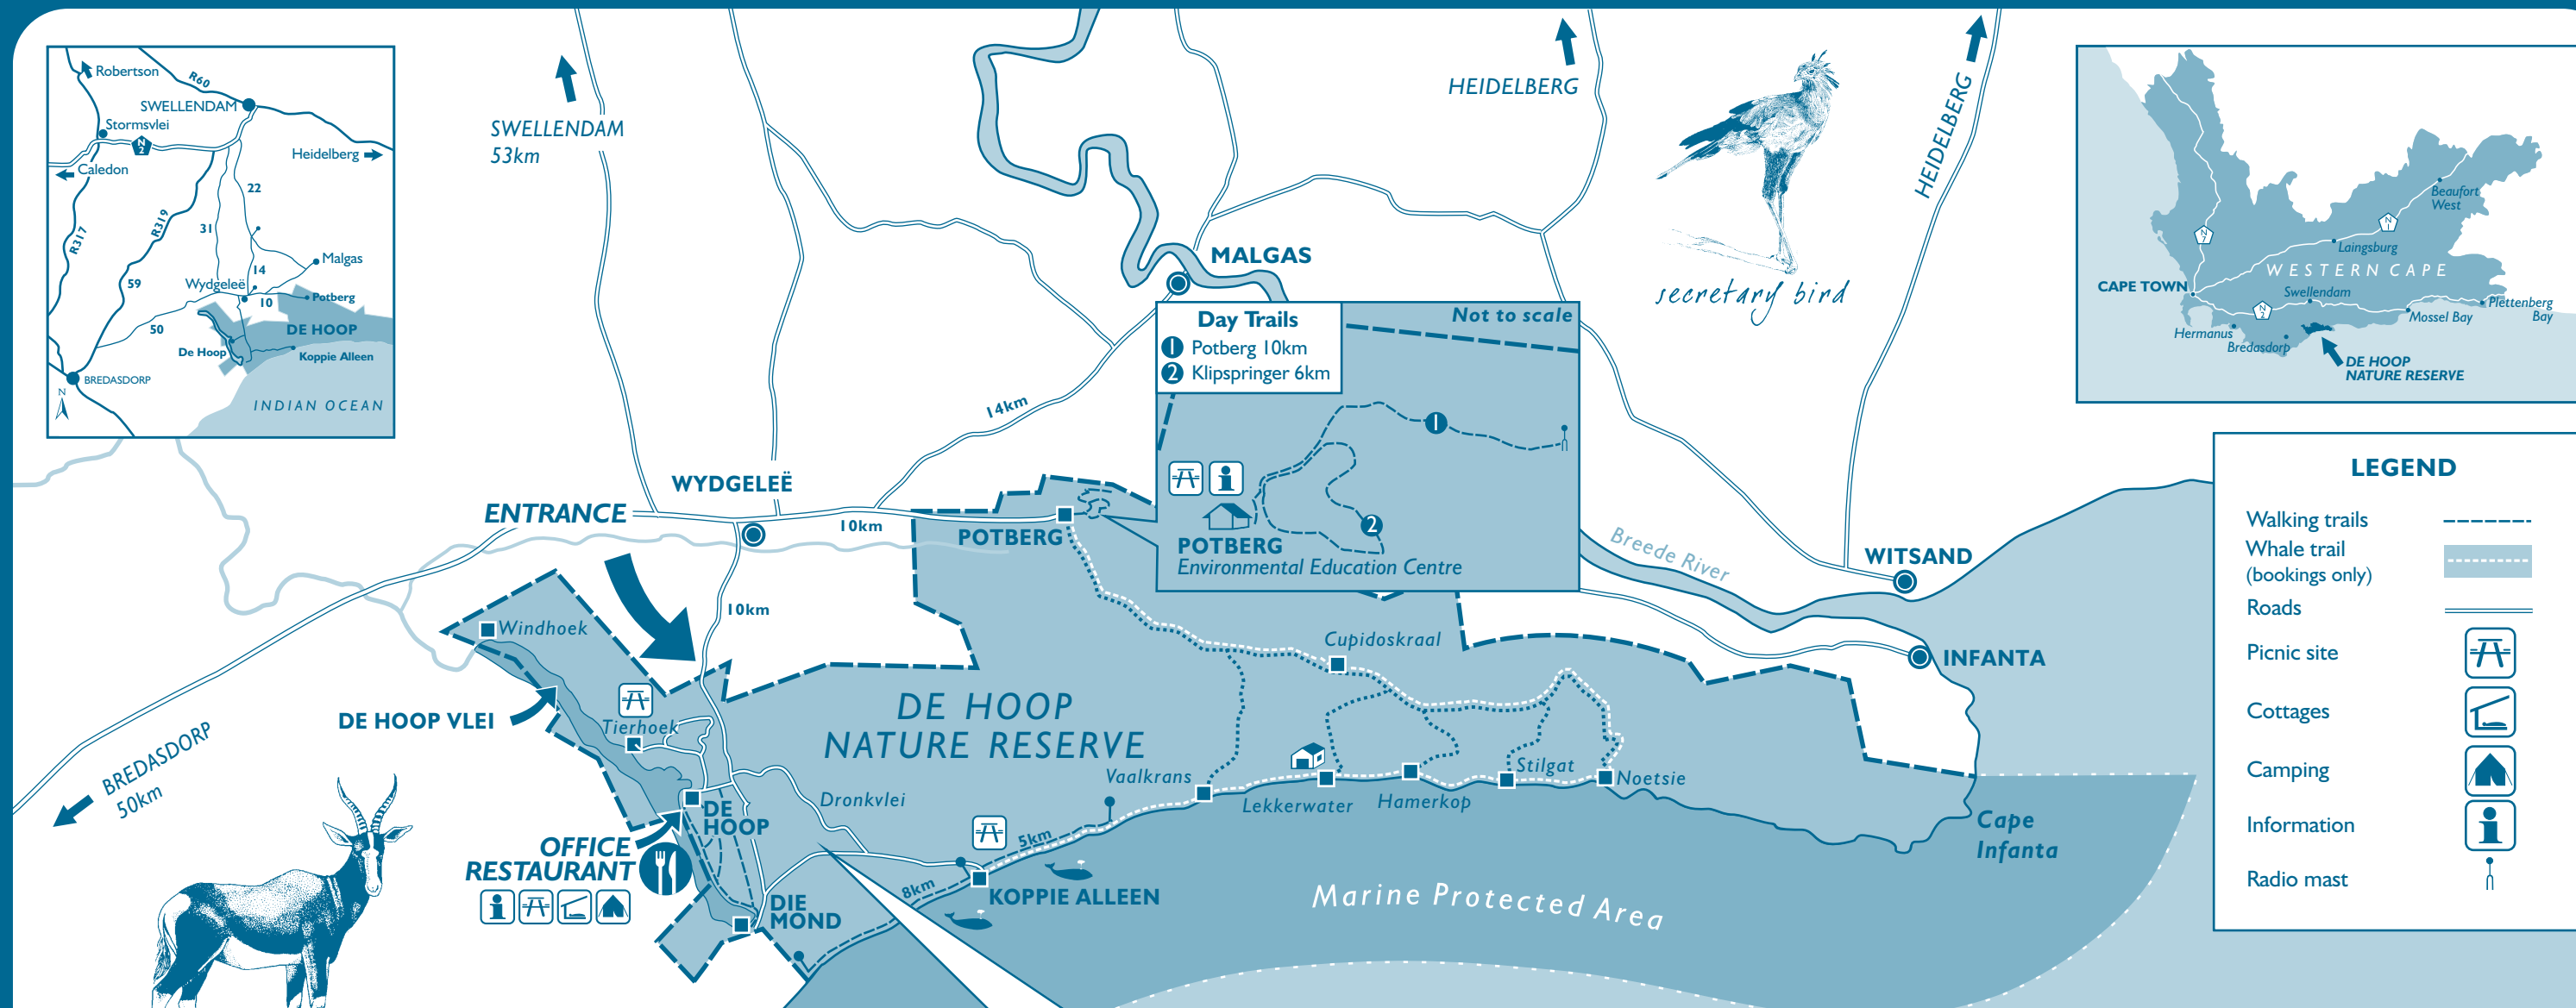 Robertson
R60
SWELLENDAM
Stormsvlei
N
2
Heidelberg
Caledon
22
R319
31
R317
Malgas
14
Wydgeleë
59
10
Potberg
50
DE HOOP
De Hoop
Koppie Alleen
BREDASDORP
N
INDIAN OCEAN
SWELLENDAM
53km
HEIDELBERG
HEIDELBERG
secretary bird
MALGAS
Day Trails
1 Potberg 10km
2 Klipspringer 6km
Not to scale
1
2
POTBERG
Environmental Education Centre
14km
WYDGELEË
ENTRANCE
10km
POTBERG
10km
Breede River
WITSAND
INFANTA
Windhoek
Cupidoskraal
DE HOOP VLEI
Tierhoek
DE HOOP
NATURE RESERVE
BREDASDORP
50km
Dronkvlei
Vaalkrans
Lekkerwater
Hamerkop
Stilgat
Noetsie
DE
HOOP
OFFICE
RESTAURANT
5km
8km
KOPPIE ALLEEN
DIE
MOND
Cape
Infanta
Marine Protected Area
Beaufort
West
N
7
N
1
Laingsburg
WESTERN CAPE
CAPE TOWN
Swellendam
N
2
Plettenberg
Bay
Mossel Bay
Hermanus
Bredasdorp
DE HOOP
NATURE RESERVE
LEGEND
Walking trails
Whale trail
(bookings only)
Roads
Picnic site
Cottages
Camping
Information
Radio mast